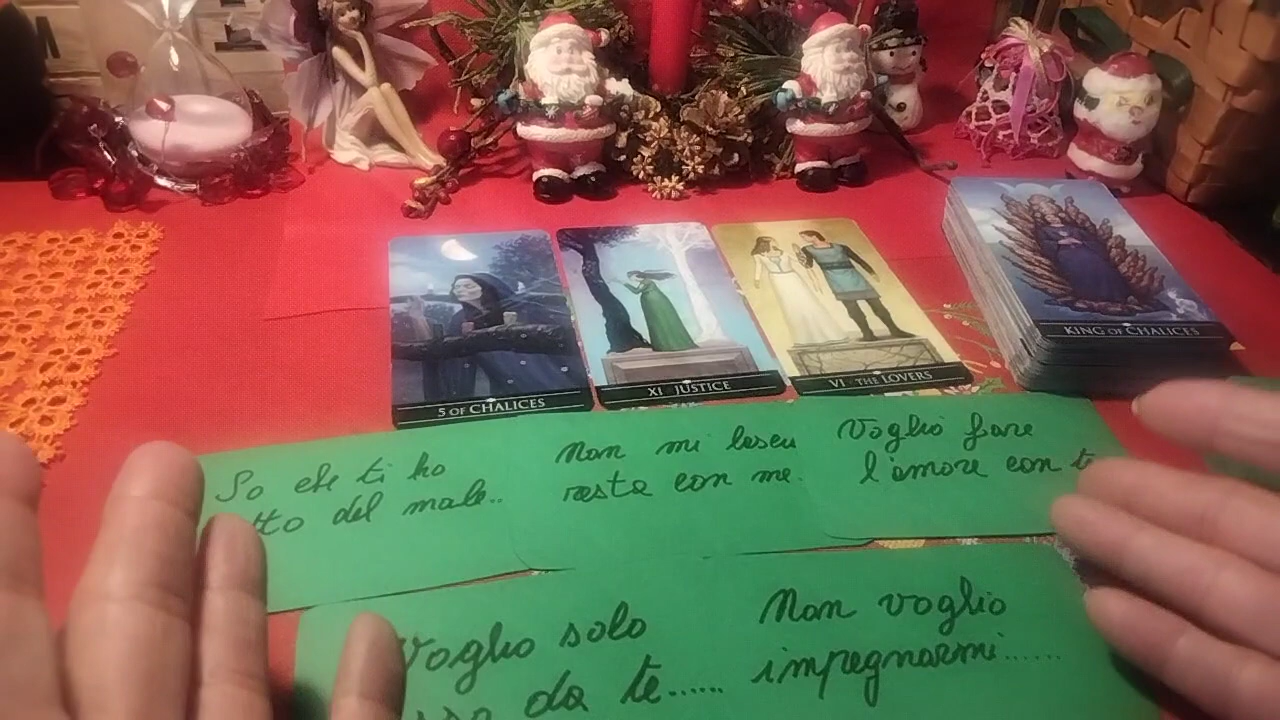 KING OF CHALICES
5 OF CHALICES
XI JUSTICE
VI THE LOVERS
So che ti ho
del male..
Non mi
resta con me.
Voglio fare
l'amore con te
Voglio solo
da te......
Non voglio
impegnarmi......